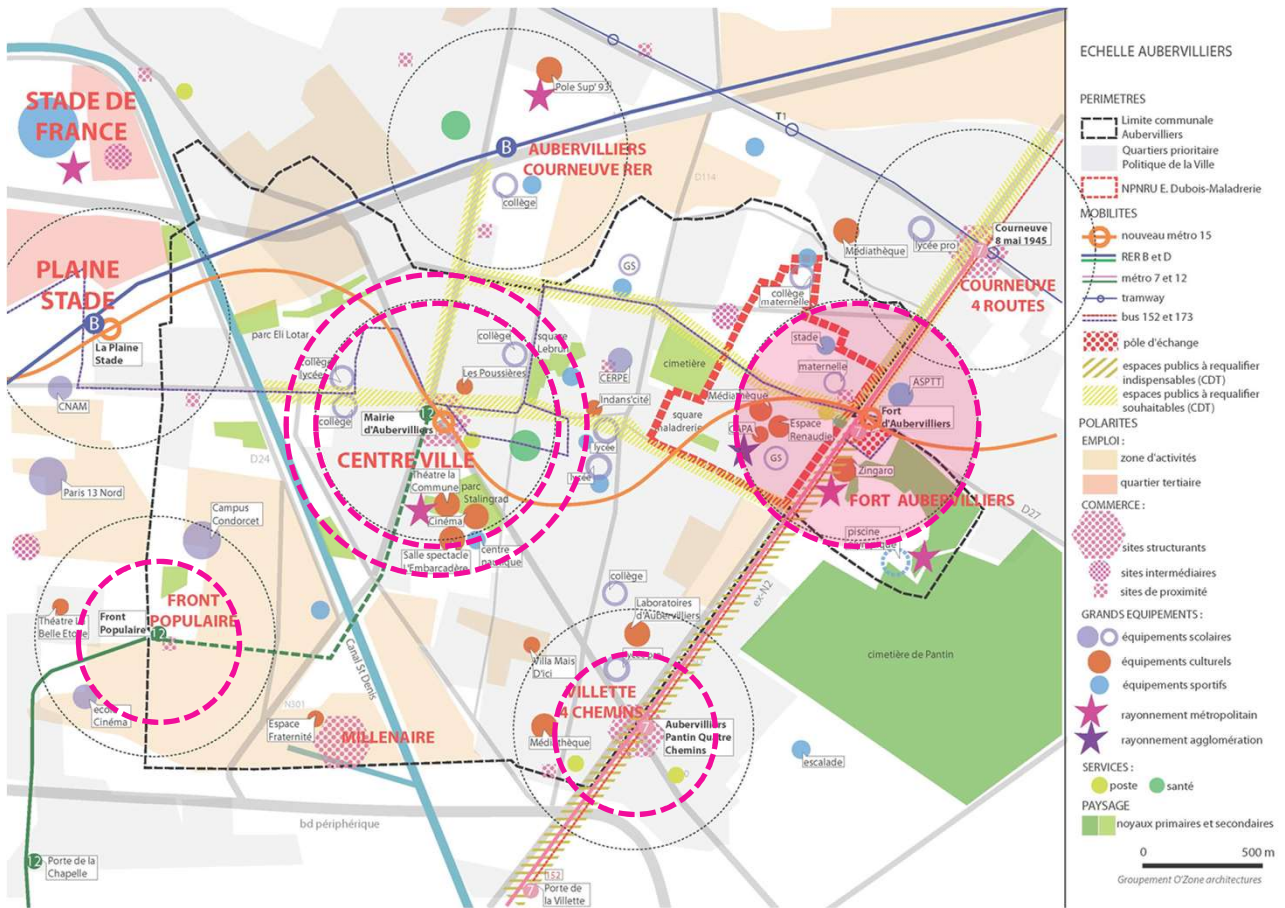 Pole Sup' 93
STADE DE
FRANCE
T1
B
AUBERVILLIERS
COURNEUVE RER
D114
collège
Médiathèque
lycée pro
Courneuve
8 mai 1945
GS
collège
maternelle
COURNEUVE
4 ROUTES
PLAINE
STADE
B
La Plaine
Stade
parc Eli Lotar
collège
square
Lebrun
stade
cimetière
maternelle
collège
lycée
Les Poussières
CERPE
ASPTT
CNAM
Indans'cité
Médiathèque
12
Mairie
d'Aubervilliers
collège
square
maladrerie
CAPA
Espace
Renaudie
Fort
d'Aubervilliers
lycée
GS
D24
CENTRE VILLE
lycée
Zingaro
Paris 13 Nord
Théatre la
Commune
parc
Stalingrad
FORT AUBERVILLIERS
Campus
Condorcet
Cinéma
D27
piscine
Salle spectacle
L'Embarcadère
centre
nautique
collège
ex-N2
FRONT
POPULAIRE
Théatre La
Belle Etoile
Front
Populaire
12
Laboratoires
d'Aubervilliers
cimetière de Pantin
Canal St Denis
Villa Mais
D'ici
VILLETTE
4 CHEMINS
école
Cinéma
N301
Espace
Fraternité
MILLENAIRE
Médiathèque
7
Aubervilliers
Pantin Quatre
Chemins
escalade
bd périphérique
12
Porte de la
Chapelle
152
7
Porte de
la Villette
ECHELLE AUBERVILLIERS
PERIMETRES
Limite communale
Aubervilliers
Quartiers prioritaire
Politique de la Ville
NPNRU E. Dubois-Maladrerie
MOBILITES
nouveau métro 15
RER B et D
métro 7 et 12
tramway
bus 152 et 173
pôle d'échange
espaces publics à requalifier
indispensables (CDT)
espaces publics à requalifier
souhaitables (CDT)
POLARITES
EMPLOI :
zone d'activités
quartier tertiaire
COMMERCE :
sites structurants
sites intermédiaires
sites de proximité
GRANDS EQUIPEMENTS :
équipements scolaires
équipements culturels
équipements sportifs
rayonnement métropolitain
rayonnement agglomération
SERVICES :
poste
santé
PAYSAGE
noyaux primaires et secondaires
0
500 m
Groupement O'Zone architectures